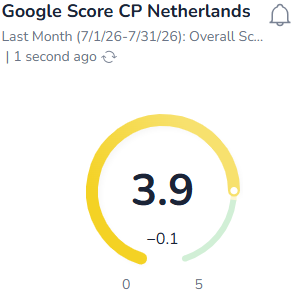 Google Score CP Netherlands
Last Month (7/1/26-7/31/26): Overall Sc...
| 1 second ago
3.9
−0.1
0 5